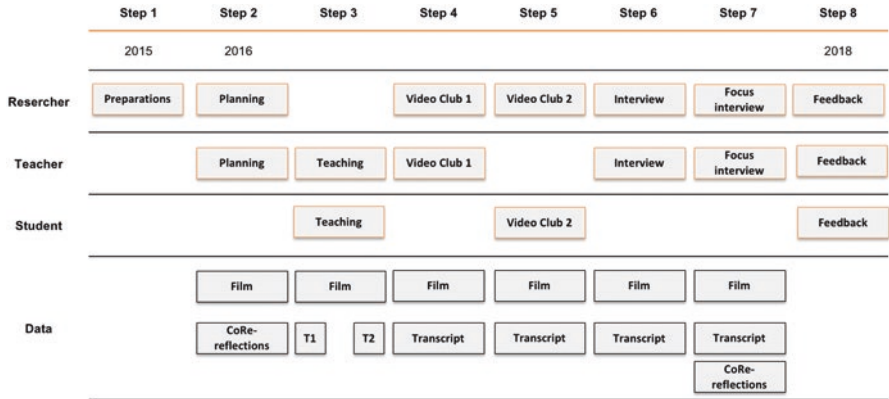 Step 1 Step 2 Step 3 Step 4 Step 5 Step 6 Step 7 Step 8
2015 2016 2018
Resercher Preparations Planning Video Club 1 Video Club 2 Interview Focus interview Feedback
Teacher Planning Teaching Video Club 1 Interview Focus interview Feedback
Student Teaching Video Club 2 Feedback
Data
Film Film Film Film Film Film
CoRe-reflections T1 T2 Transcript Transcript Transcript Transcript
CoRe-reflections